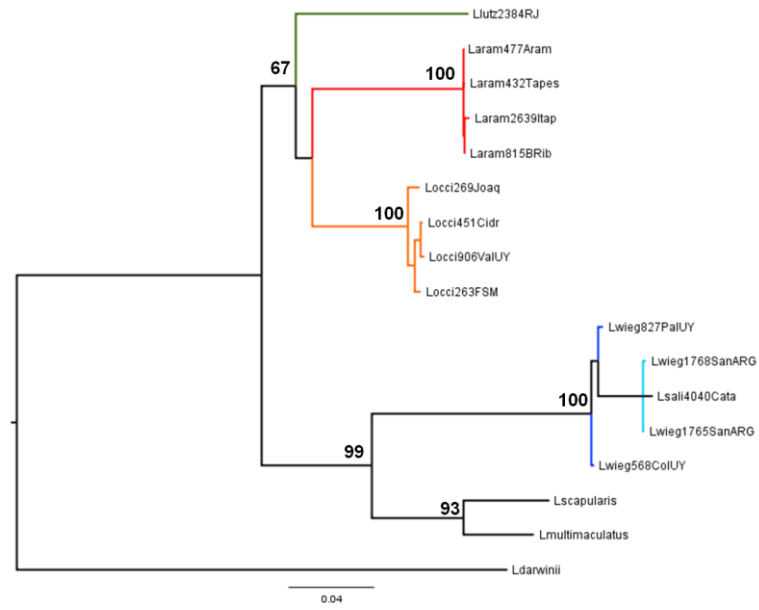 Llutz2384RJ
67
Laram477Aram
100
Laram432Tapes
Laram2639Itap
Laram815BRib
Locci269Joaq
100
Locci451Cidr
Locci906ValUY
Locci263FSM
Lwieg827PalUY
Lwieg1768SanARG
100
Lsali4040Cata
Lwieg1765SanARG
99
Lwieg568ColUY
Lscapularis
93
Lmultimaculatus
Ldarwinii
0.04